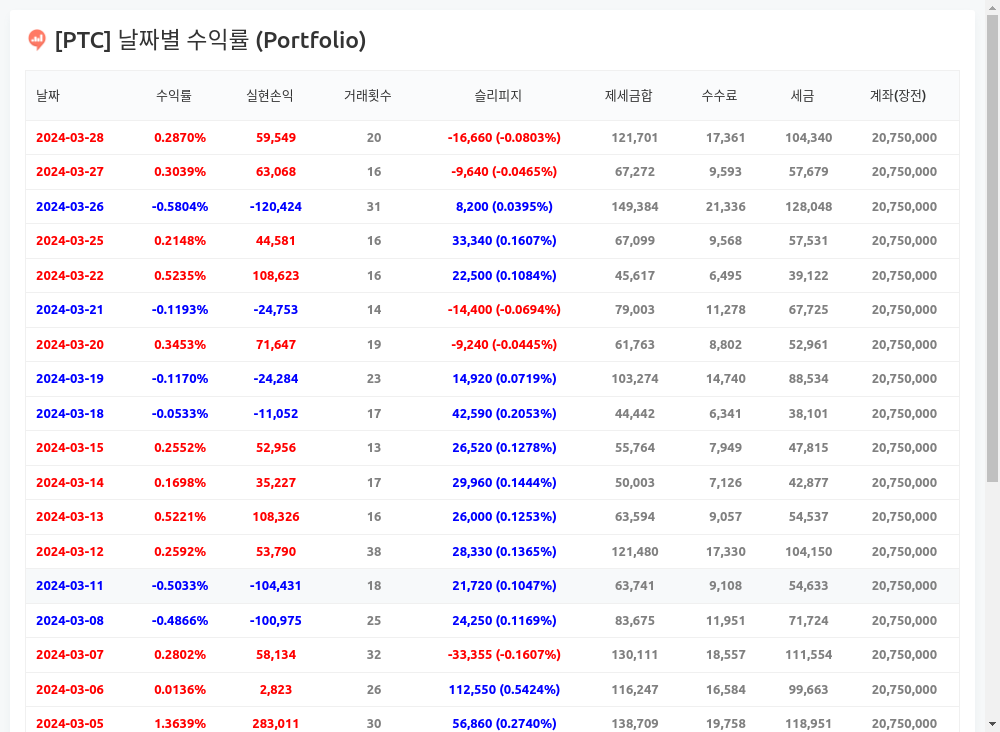 [PTC] 날짜별 수익률 (Portfolio)
날짜 수익률 실현손익 거래횟수 슬리피지 제세금합 수수료 세금 계좌(장전)
2024-03-28 0.2870% 59,549 20 -16,660 (-0.0803%) 121,701 17,361 104,340 20,750,000
2024-03-27 0.3039% 63,068 16 -9,640 (-0.0465%) 67,272 9,593 57,679 20,750,000
2024-03-26 -0.5804% -120,424 31 8,200 (0.0395%) 149,384 21,336 128,048 20,750,000
2024-03-25 0.2148% 44,581 16 33,340 (0.1607%) 67,099 9,568 57,531 20,750,000
2024-03-22 0.5235% 108,623 16 22,500 (0.1084%) 45,617 6,495 39,122 20,750,000
2024-03-21 -0.1193% -24,753 14 -14,400 (-0.0694%) 79,003 11,278 67,725 20,750,000
2024-03-20 0.3453% 71,647 19 -9,240 (-0.0445%) 61,763 8,802 52,961 20,750,000
2024-03-19 -0.1170% -24,284 23 14,920 (0.0719%) 103,274 14,740 88,534 20,750,000
2024-03-18 -0.0533% -11,052 17 42,590 (0.2053%) 44,442 6,341 38,101 20,750,000
2024-03-15 0.2552% 52,956 13 26,520 (0.1278%) 55,764 7,949 47,815 20,750,000
2024-03-14 0.1698% 35,227 17 29,960 (0.1444%) 50,003 7,126 42,877 20,750,000
2024-03-13 0.5221% 108,326 16 26,000 (0.1253%) 63,594 9,057 54,537 20,750,000
2024-03-12 0.2592% 53,790 38 28,330 (0.1365%) 121,480 17,330 104,150 20,750,000
2024-03-11 -0.5033% -104,431 18 21,720 (0.1047%) 63,741 9,108 54,633 20,750,000
2024-03-08 -0.4866% -100,975 25 24,250 (0.1169%) 83,675 11,951 71,724 20,750,000
2024-03-07 0.2802% 58,134 32 -33,355 (-0.1607%) 130,111 18,557 111,554 20,750,000
2024-03-06 0.0136% 2,823 26 112,550 (0.5424%) 116,247 16,584 99,663 20,750,000
2024-03-05 1.3639% 283,011 30 56,860 (0.2740%) 138,709 19,758 118,951 20,750,000